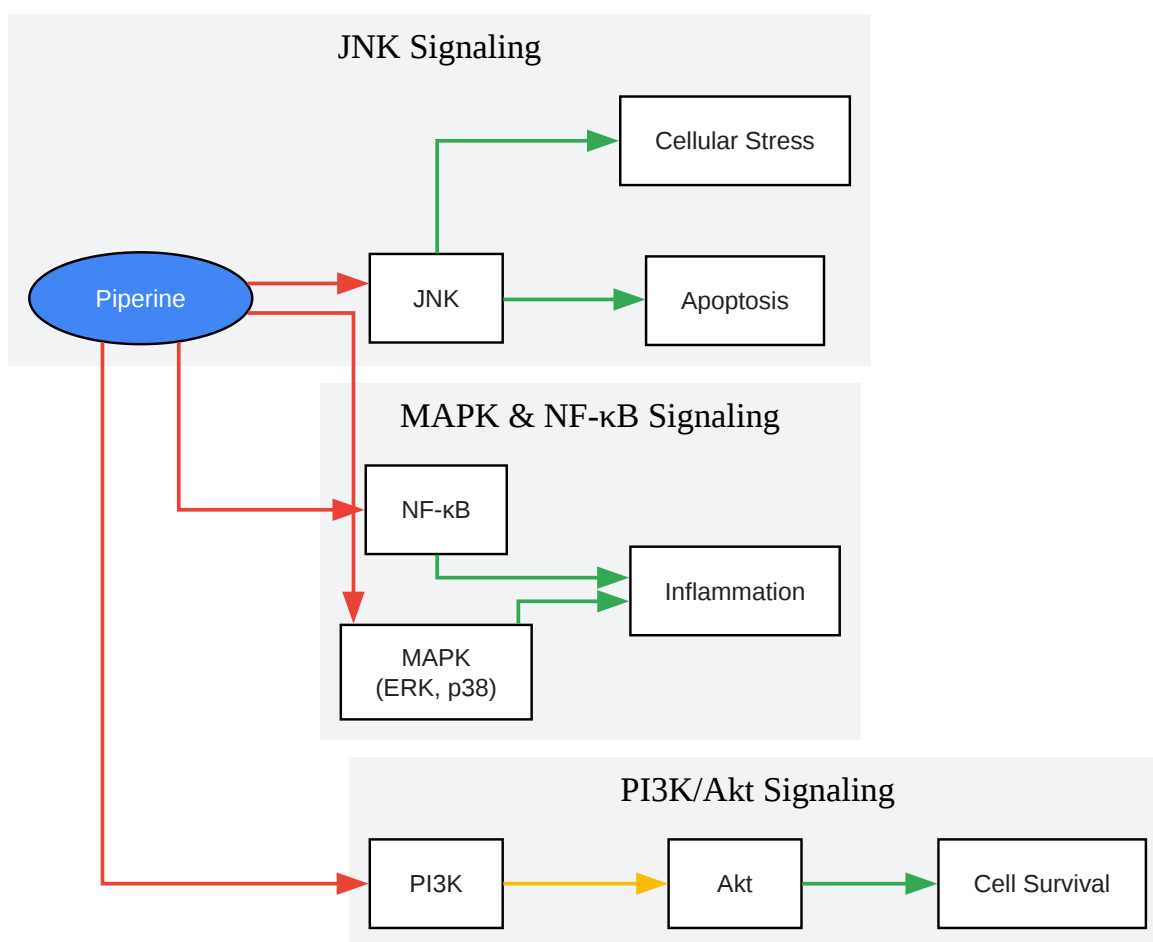 JNK Signaling
Cellular Stress
Piperine
JNK
Apoptosis
MAPK & NF-κB Signaling
NF-κB
Inflammation
MAPK
(ERK, p38)
PI3K/Akt Signaling
PI3K
Akt
Cell Survival